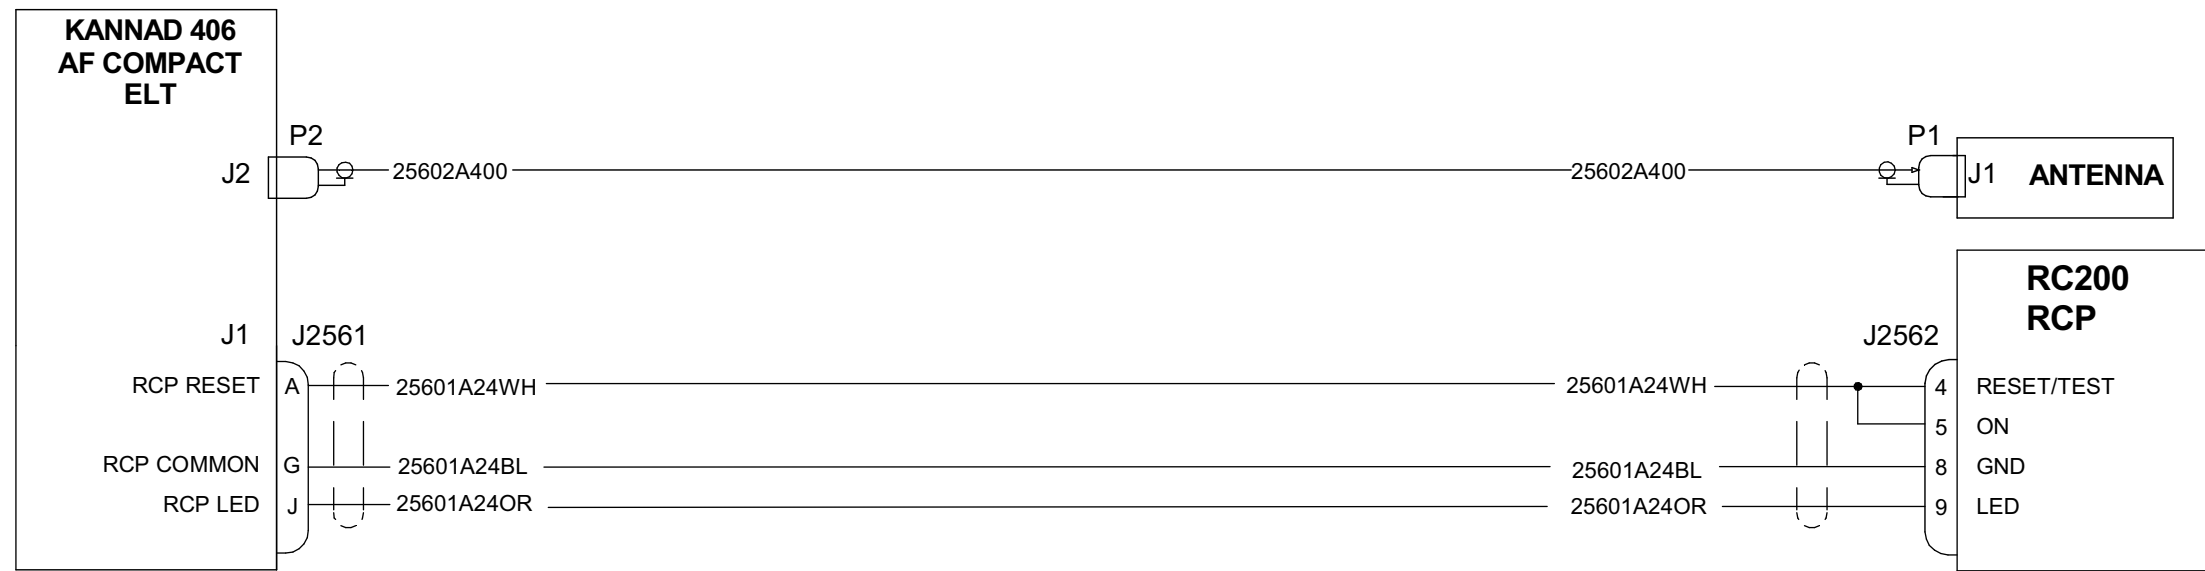 KANNAD 406
AF COMPACT
ELT
P2
P1
J2
25602A400
25602A400
J1
ANTENNA
RC200
RCP
J1
J2561
J2562
RCP RESET
A
25601A24WH
25601A24WH
4
RESET/TEST
5
ON
RCP COMMON
G
25601A24BL
25601A24BL
8
GND
RCP LED
J
25601A24OR
25601A24OR
9
LED